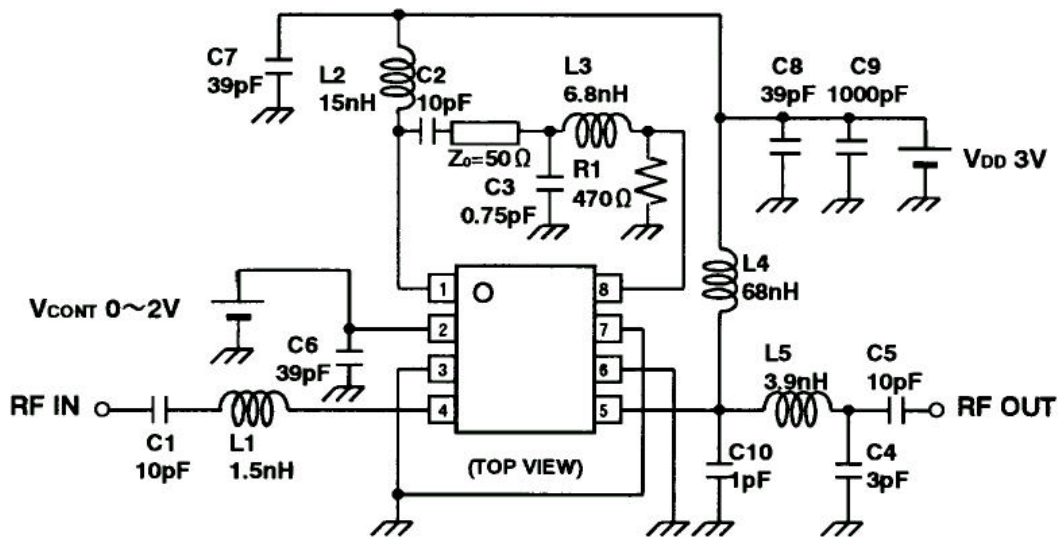 C7
39pF
L2
15nH
C2
10pF
L3
6.8nH
C8
39pF
C9
1000pF
Z₀=50Ω
C3
0.75pF
R1
470Ω
VDD 3V
L4
68nH
VCONT 0～2V
C6
39pF
1
2
3
4
8
7
6
5
L5
3.9nH
C5
10pF
RF IN
RF OUT
C1
10pF
L1
1.5nH
(TOP VIEW)
C10
1pF
C4
3pF